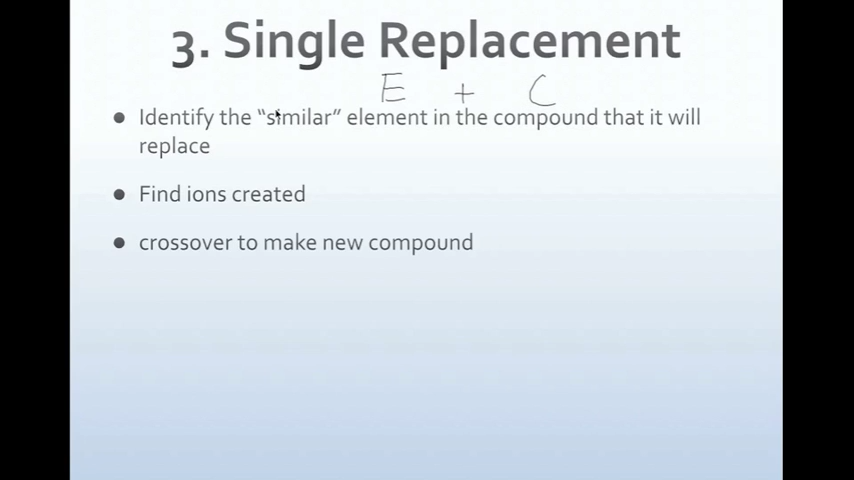 3. Single Replacement
E + C
● Identify the “similar” element in the compound that it will
replace
● Find ions created
● crossover to make new compound